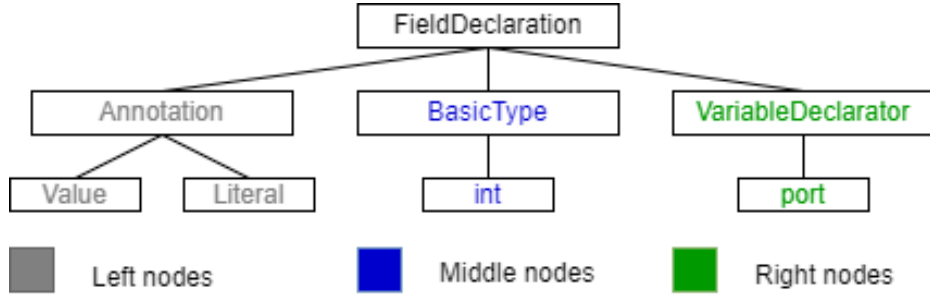 FieldDeclaration
Annotation BasicType VariableDeclarator
Value Literal int port
Left nodes Middle nodes Right nodes